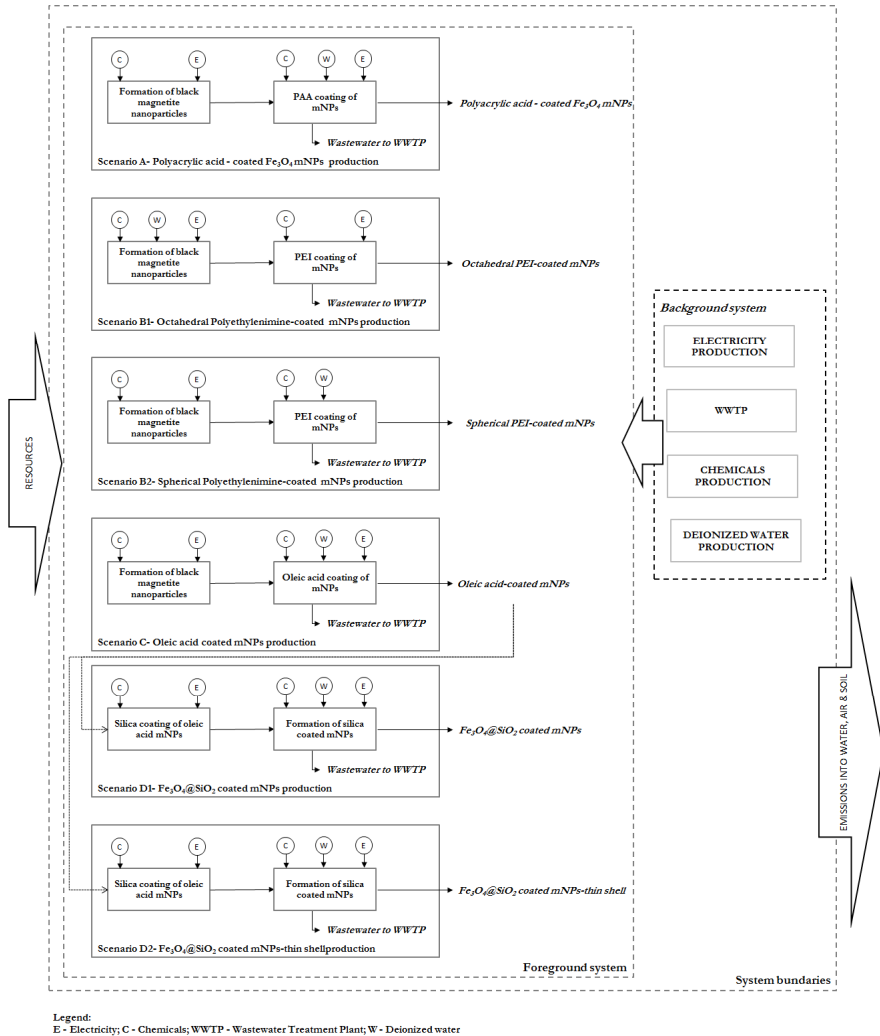 C
E
C
W
E
Formation of black
magnetite
nanoparticles
PAA coating of
mNPs
Polyacrylic acid - coated Fe₃O₄ mNPs
Wastewater to WWTP
Scenario A- Polyacrylic acid - coated Fe₃O₄ mNPs production
C
W
E
C
E
Formation of black
magnetite
nanoparticles
PEI coating of
mNPs
Octahedral PEI-coated mNPs
Wastewater to WWTP
Scenario B1- Octahedral Polyethylenimine-coated mNPs production
C
E
C
W
Formation of black
magnetite
nanoparticles
PEI coating of
mNPs
Spherical PEI-coated mNPs
Wastewater to WWTP
Scenario B2- Spherical Polyethylenimine-coated mNPs production
C
E
C
W
E
Formation of black
magnetite
nanoparticles
Oleic acid coating of
mNPs
Oleic acid-coated mNPs
Wastewater to WWTP
Scenario C- Oleic acid coated mNPs production
C
E
C
W
E
Silica coating of oleic
acid mNPs
Formation of silica
coated mNPs
Fe₃O₄@SiO₂ coated mNPs
Wastewater to WWTP
Scenario D1- Fe₃O₄@SiO₂ coated mNPs production
C
E
C
W
E
Silica coating of oleic
acid mNPs
Formation of silica
coated mNPs
Fe₃O₄@SiO₂ coated mNPs-thin shell
Wastewater to WWTP
Scenario D2- Fe₃O₄@SiO₂ coated mNPs-thin shellproduction
Foreground system
System bundaries
RESOURCES
Background system
ELECTRICITY
PRODUCTION
WWTP
CHEMICALS
PRODUCTION
DEIONIZED WATER
PRODUCTION
EMISSIONS INTO WATER, AIR & SOIL
Legend:
E - Electricity; C - Chemicals; WWTP - Wastewater Treatment Plant; W - Deionized water